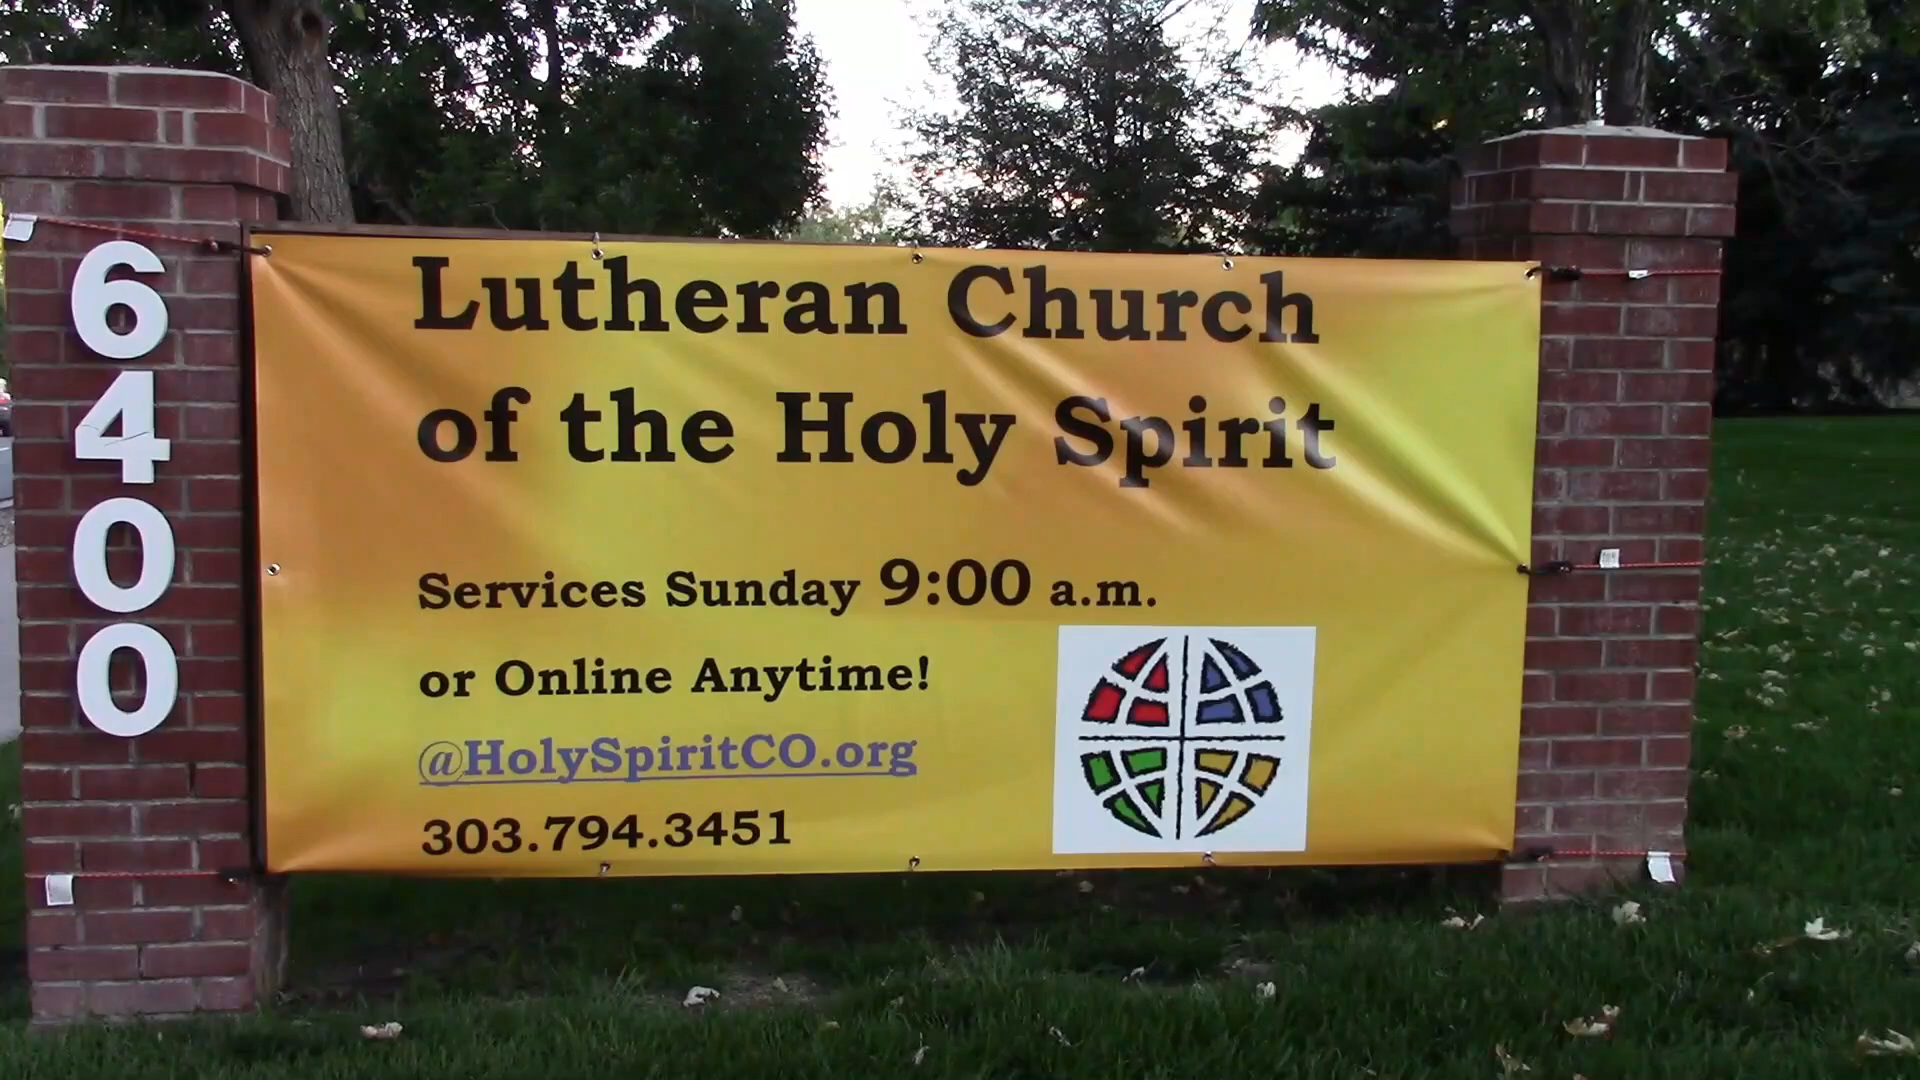 6400
Lutheran Church
of the Holy Spirit
Services Sunday 9:00 a.m.
or Online Anytime!
@HolySpiritCO.org
303.794.3451